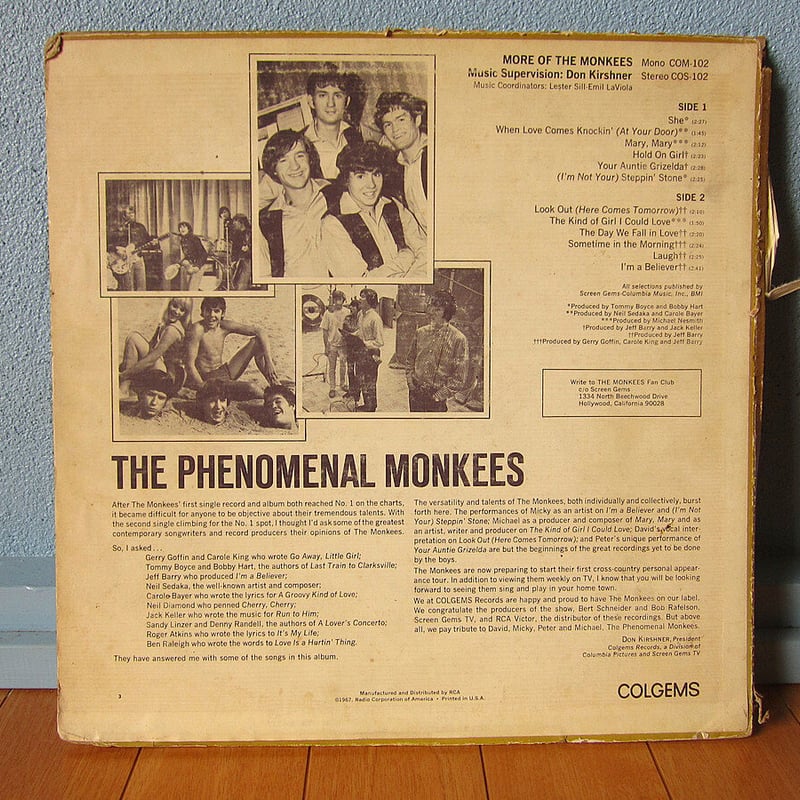 MORE OF THE MONKEES Mono COM-102
Music Supervision: Don Kirshner Stereo COS-102
Music Coordinators: Lester Sill-Emil LaViola
SIDE 1
She* (2:27)
When Love Comes Knockin' (At Your Door)** (1:45)
Mary, Mary*** (2:12)
Hold On Girl† (2:23)
Your Auntie Grizelda† (2:28)
(I'm Not Your) Steppin' Stone* (2:25)
SIDE 2
Look Out (Here Comes Tomorrow)†† (2:10)
The Kind of Girl I Could Love*** (1:50)
The Day We Fall in Love†† (2:20)
Sometime in the Morning††† (2:24)
Laugh†† (2:25)
I'm a Believer†† (2:41)
All selections published by
Screen Gems-Columbia Music, Inc., BMI
*Produced by Tommy Boyce and Bobby Hart
**Produced by Neil Sedaka and Carole Bayer
***Produced by Michael Nesmith
†Produced by Jeff Barry and Jack Keller
††Produced by Jeff Barry
†††Produced by Gerry Goffin, Carole King and Jeff Barry
Write to THE MONKEES Fan Club
c/o Screen Gems
1334 North Beechwood Drive
Hollywood, California 90028
THE PHENOMENAL MONKEES
After The Monkees' first single record and album both reached No. 1 on the charts,
it became difficult for anyone to be objective about their tremendous talents. With
the second single climbing for the No. 1 spot, I thought I'd ask some of the greatest
contemporary songwriters and record producers their opinions of The Monkees.
So, I asked...
Gerry Goffin and Carole King who wrote Go Away, Little Girl;
Tommy Boyce and Bobby Hart, the authors of Last Train to Clarksville;
Jeff Barry who produced I'm a Believer;
Neil Sedaka, the well-known artist and composer;
Carole Bayer who wrote the lyrics for A Groovy Kind of Love;
Neil Diamond who penned Cherry, Cherry;
Jack Keller who wrote the music for Run to Him;
Sandy Linzer and Denny Randell, the authors of A Lover's Concerto;
Roger Atkins who wrote the lyrics to It's My Life;
Ben Raleigh who wrote the words to Love Is a Hurtin' Thing.
They have answered me with some of the songs in this album.
The versatility and talents of The Monkees, both individually and collectively, burst
forth here. The performances of Micky as an artist on I'm a Believer and (I'm Not
Your) Steppin' Stone; Michael as a producer and composer of Mary, Mary and as
an artist, writer and producer on The Kind of Girl I Could Love; David's vocal inter-
pretation on Look Out (Here Comes Tomorrow); and Peter's unique performance of
Your Auntie Grizelda are but the beginnings of the great recordings yet to be done
by the boys.
The Monkees are now preparing to start their first cross-country personal appear-
ance tour. In addition to viewing them weekly on TV, I know that you will be looking
forward to seeing them sing and play in your home town.
We at COLGEMS Records are happy and proud to have The Monkees on our label.
We congratulate the producers of the show, Bert Schneider and Bob Rafelson,
Screen Gems TV, and RCA Victor, the distributor of these recordings. But above
all, we pay tribute to David, Micky, Peter and Michael, The Phenomenal Monkees.
DON KIRSHNER, President
Colgems Records, a Division of
Columbia Pictures and Screen Gems TV
3
Manufactured and Distributed by RCA
©1967, Radio Corporation of America • Printed in U.S.A.
COLGEMS